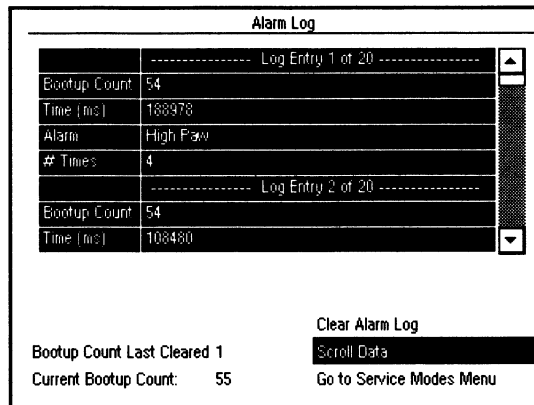 Alarm Log
---------------- Log Entry 1 of 20 ----------------
Bootup Count 54
Time (ms) 188978
Alarm High Paw
# Times 4
---------------- Log Entry 2 of 20 ----------------
Bootup Count 54
Time (ms) 108480
Clear Alarm Log
Bootup Count Last Cleared 1
Scroll Data
Current Bootup Count: 55
Go to Service Modes Menu